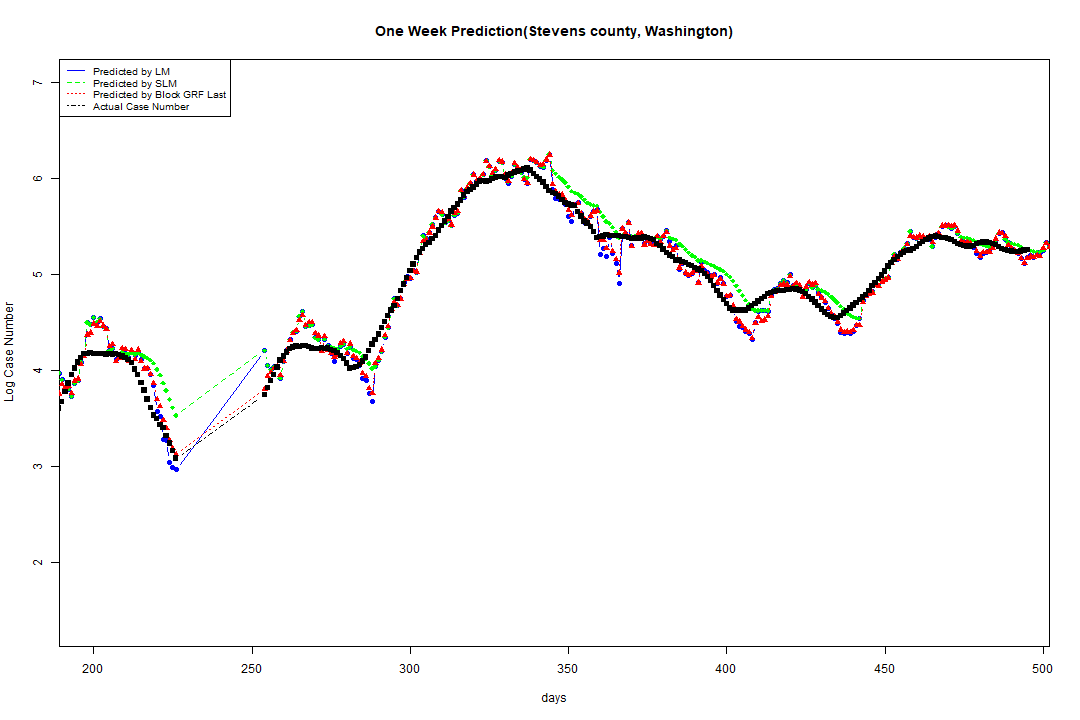 One Week Prediction(Stevens county, Washington)
Predicted by LM
Predicted by SLM
Predicted by Block GRF Last
Actual Case Number
7
6
5
4
3
2
Log Case Number
200 250 300 350 400 450 500
days